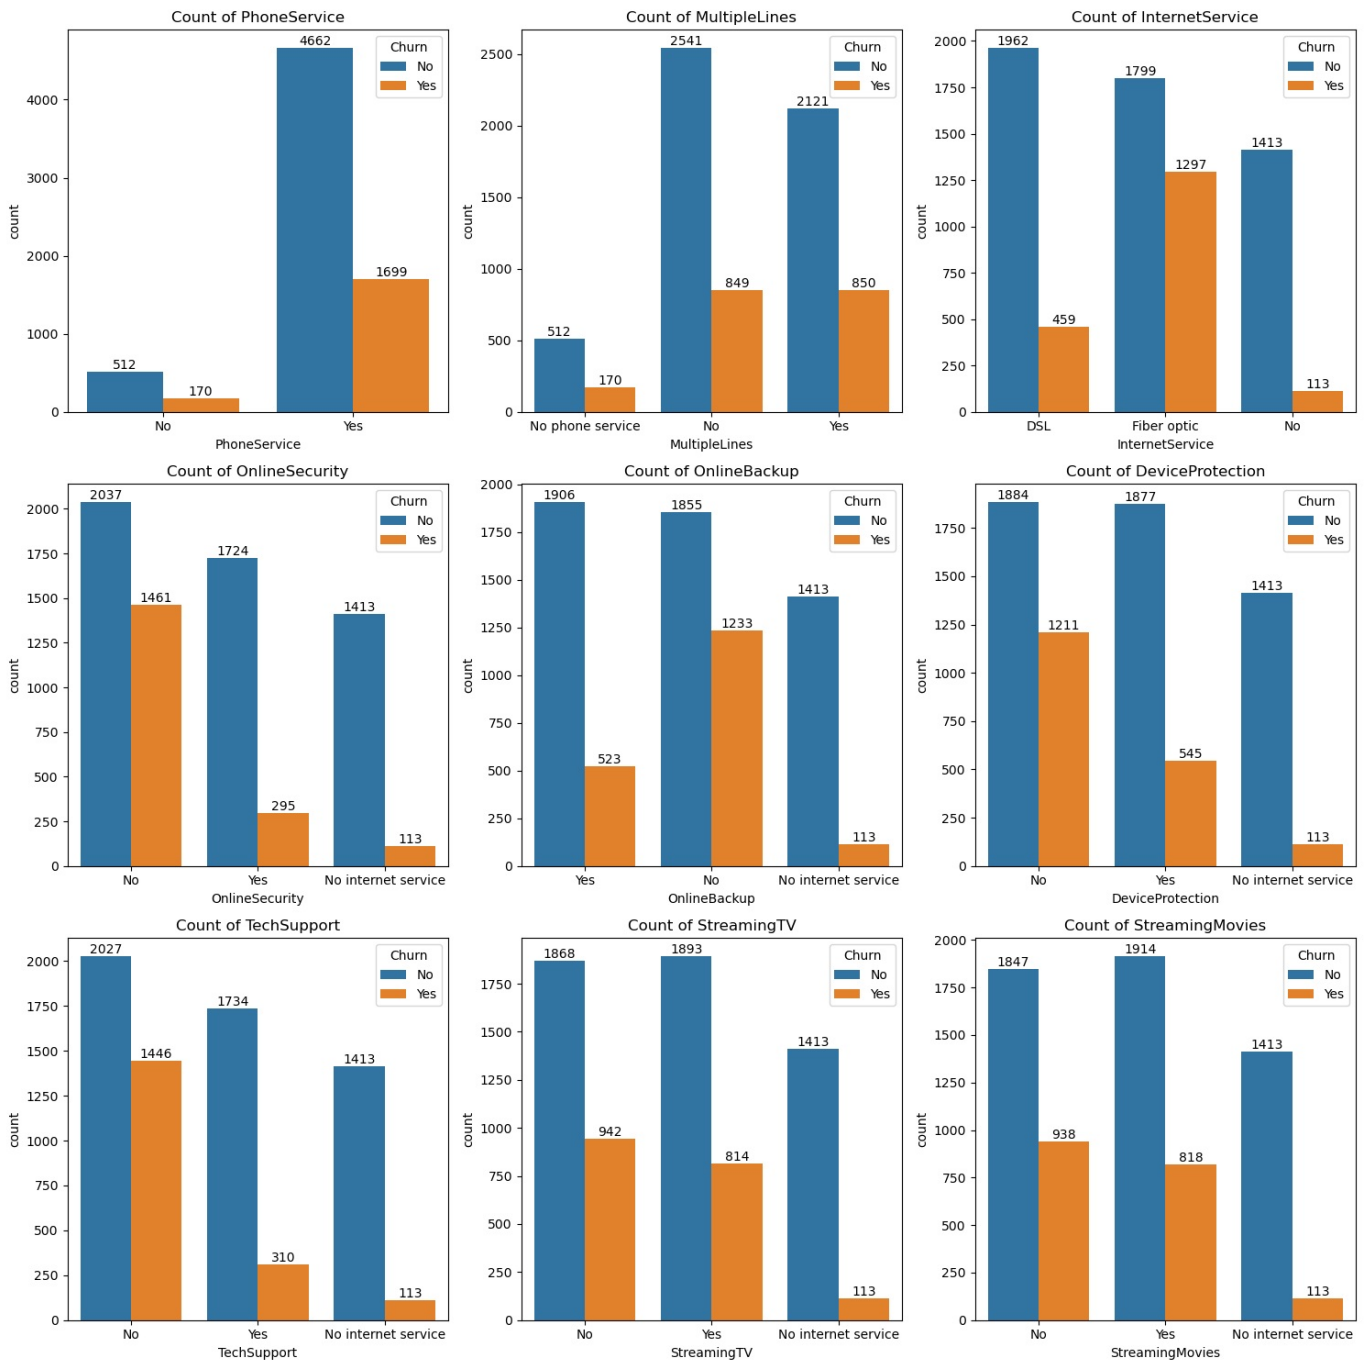 Count of PhoneService
4662
Churn
No
Yes
4000
3000
2000
1000
0
count
1699
512
170
No
Yes
PhoneService
Count of MultipleLines
2541
Churn
No
Yes
2500
2000
1500
1000
500
0
count
2121
849
850
512
170
No phone service
No
Yes
MultipleLines
Count of InternetService
1962
Churn
No
Yes
2000
1750
1500
1250
1000
750
500
250
0
count
1799
1413
1297
459
113
DSL
Fiber optic
No
InternetService
Count of OnlineSecurity
2037
Churn
No
Yes
2000
1750
1500
1250
1000
750
500
250
0
count
1724
1461
1413
295
113
No
Yes
No internet service
OnlineSecurity
Count of OnlineBackup
1906
Churn
No
Yes
2000
1750
1500
1250
1000
750
500
250
0
count
1855
1413
1233
523
113
Yes
No
No internet service
OnlineBackup
Count of DeviceProtection
1884
1877
Churn
No
Yes
1750
1500
1250
1000
750
500
250
0
count
1413
1211
545
113
No
Yes
No internet service
DeviceProtection
Count of TechSupport
2027
Churn
No
Yes
2000
1750
1500
1250
1000
750
500
250
0
count
1734
1446
1413
310
113
No
Yes
No internet service
TechSupport
Count of StreamingTV
1868
1893
Churn
No
Yes
1750
1500
1250
1000
750
500
250
0
count
1413
942
814
113
No
Yes
No internet service
StreamingTV
Count of StreamingMovies
1847
1914
Churn
No
Yes
2000
1750
1500
1250
1000
750
500
250
0
count
1413
938
818
113
No
Yes
No internet service
StreamingMovies